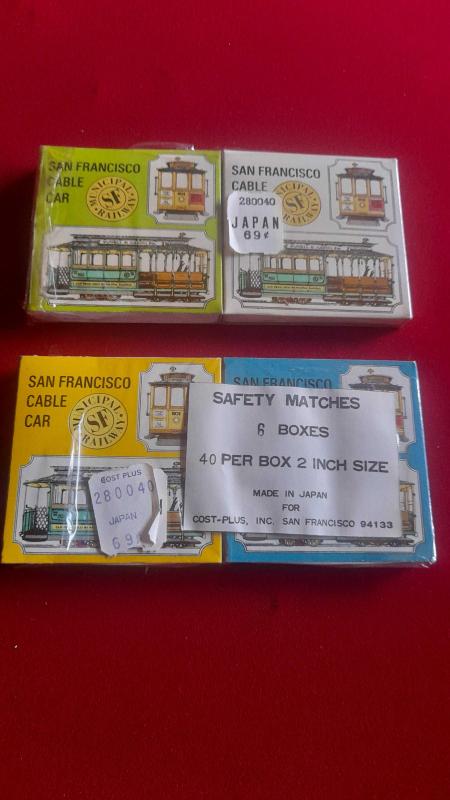 SAN FRANCISCO
CABLE
CAR
MUNICIPAL
RAILWAY
SF
SAN FRANCISCO
CABLE
280040
JAPAN
69¢
SAN FRANCISCO
CABLE
CAR
MUNICIPAL
RAILWAY
SF
COST PLUS
280040
JAPAN
69
SAFETY MATCHES
6 BOXES
40 PER BOX 2 INCH SIZE
MADE IN JAPAN
FOR
COST-PLUS, INC. SAN FRANCISCO 94133